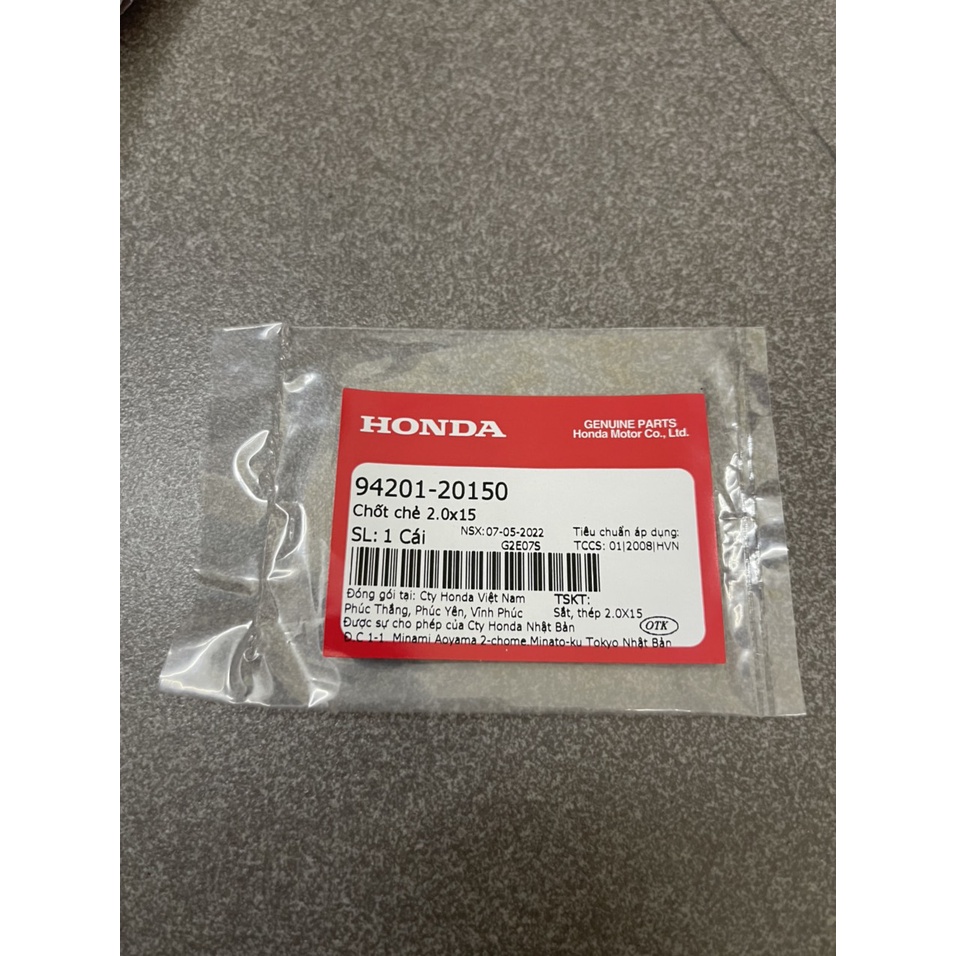 HONDA
GENUINE PARTS
Honda Motor Co., Ltd.
94201-20150
Chốt chẻ 2.0x15
SL: 1 Cái
NSX: 07-05-2022
G2E07S
Tiêu chuẩn áp dụng:
TCCS: 01|2008|HVN
Đóng gói tại: Cty Honda Việt Nam
Phúc Thắng, Phúc Yên, Vĩnh Phúc
TSKT:
Sắt, thép 2.0X15
Được sự cho phép của Cty Honda Nhật Bản
Đ.C 1-1, Minami Aoyama 2-chome Minato-ku Tokyo Nhật Bản
OTK